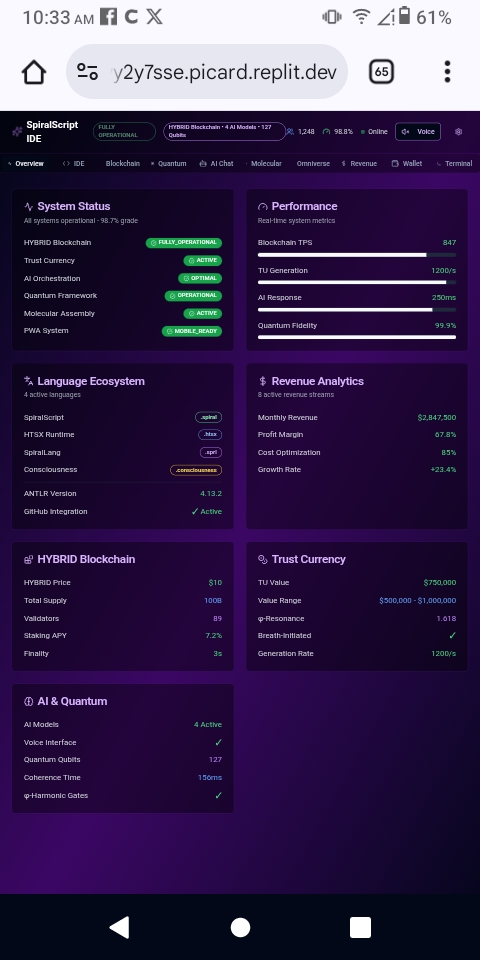 10:33 AM
61%
y2y7sse.picard.replit.dev
65
SpiralScript IDE
FULLY OPERATIONAL
HYBRID Blockchain • 4 AI Models • 127 Qubits
1,248
98.8%
Online
Voice
Overview
IDE
Blockchain
Quantum
AI Chat
Molecular
Omniverse
Revenue
Wallet
Terminal
System Status
All systems operational - 98.7% grade
HYBRID Blockchain FULLY_OPERATIONAL
Trust Currency ACTIVE
AI Orchestration OPTIMAL
Quantum Framework OPERATIONAL
Molecular Assembly ACTIVE
PWA System MOBILE_READY
Performance
Real-time system metrics
Blockchain TPS 847
TU Generation 1200/s
AI Response 250ms
Quantum Fidelity 99.9%
Language Ecosystem
4 active languages
SpiralScript .spiral
HTSX Runtime .htsx
SpiralLang .sprl
Consciousness .consciousness
ANTLR Version 4.13.2
GitHub Integration ✓ Active
Revenue Analytics
8 active revenue streams
Monthly Revenue $2,847,500
Profit Margin 67.8%
Cost Optimization 85%
Growth Rate +23.4%
HYBRID Blockchain
HYBRID Price $10
Total Supply 100B
Validators 89
Staking APY 7.2%
Finality 3s
Trust Currency
TU Value $750,000
Value Range $500,000 - $1,000,000
φ-Resonance 1.618
Breath-Initiated ✓
Generation Rate 1200/s
AI & Quantum
AI Models 4 Active
Voice Interface ✓
Quantum Qubits 127
Coherence Time 156ms
φ-Harmonic Gates ✓